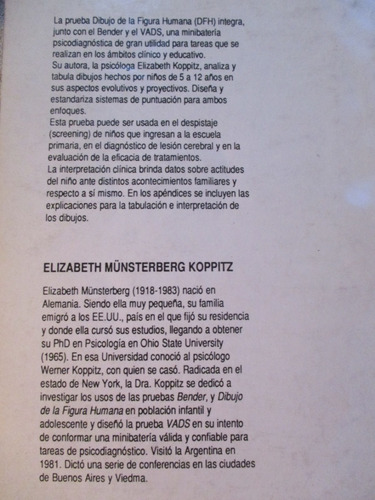 La prueba Dibujo de la Figura Humana (DFH) integra,
junto con el Bender y el VADS, una minibatería
psicodiagnóstica de gran utilidad para tareas que se
realizan en los ámbitos clínico y educativo.
Su autora, la psicóloga Elizabeth Koppitz, analiza y
tabula dibujos hechos por niños de 5 a 12 años en
sus aspectos evolutivos y proyectivos. Diseña y
estandariza sistemas de puntuación para ambos
enfoques.
Esta prueba puede ser usada en el despistaje
(screening) de niños que ingresan a la escuela
primaria, en el diagnóstico de lesión cerebral y en la
evaluación de la eficacia de tratamientos.
La interpretación clínica brinda datos sobre actitudes
del niño ante distintos acontecimientos familiares y
respecto a sí mismo. En los apéndices se incluyen las
explicaciones para la tabulación e interpretación de
los dibujos.
ELIZABETH MÜNSTERBERG KOPPITZ
Elizabeth Münsterberg (1918-1983) nació en
Alemania. Siendo ella muy pequeña, su familia
emigró a los EE.UU., país en el que fijó su residencia
y donde ella cursó sus estudios, llegando a obtener
su PhD en Psicología en Ohio State University
(1965). En esa Universidad conoció al psicólogo
Werner Koppitz, con quien se casó. Radicada en el
estado de New York, la Dra. Koppitz se dedicó a
investigar los usos de las pruebas Bender, y Dibujo
de la Figura Humana en población infantil y
adolescente y diseñó la prueba VADS en su intento
de conformar una minibatería válida y confiable para
tareas de psicodiagnóstico. Visitó la Argentina en
1981. Dictó una serie de conferencias en las ciudades
de Buenos Aires y Viedma.